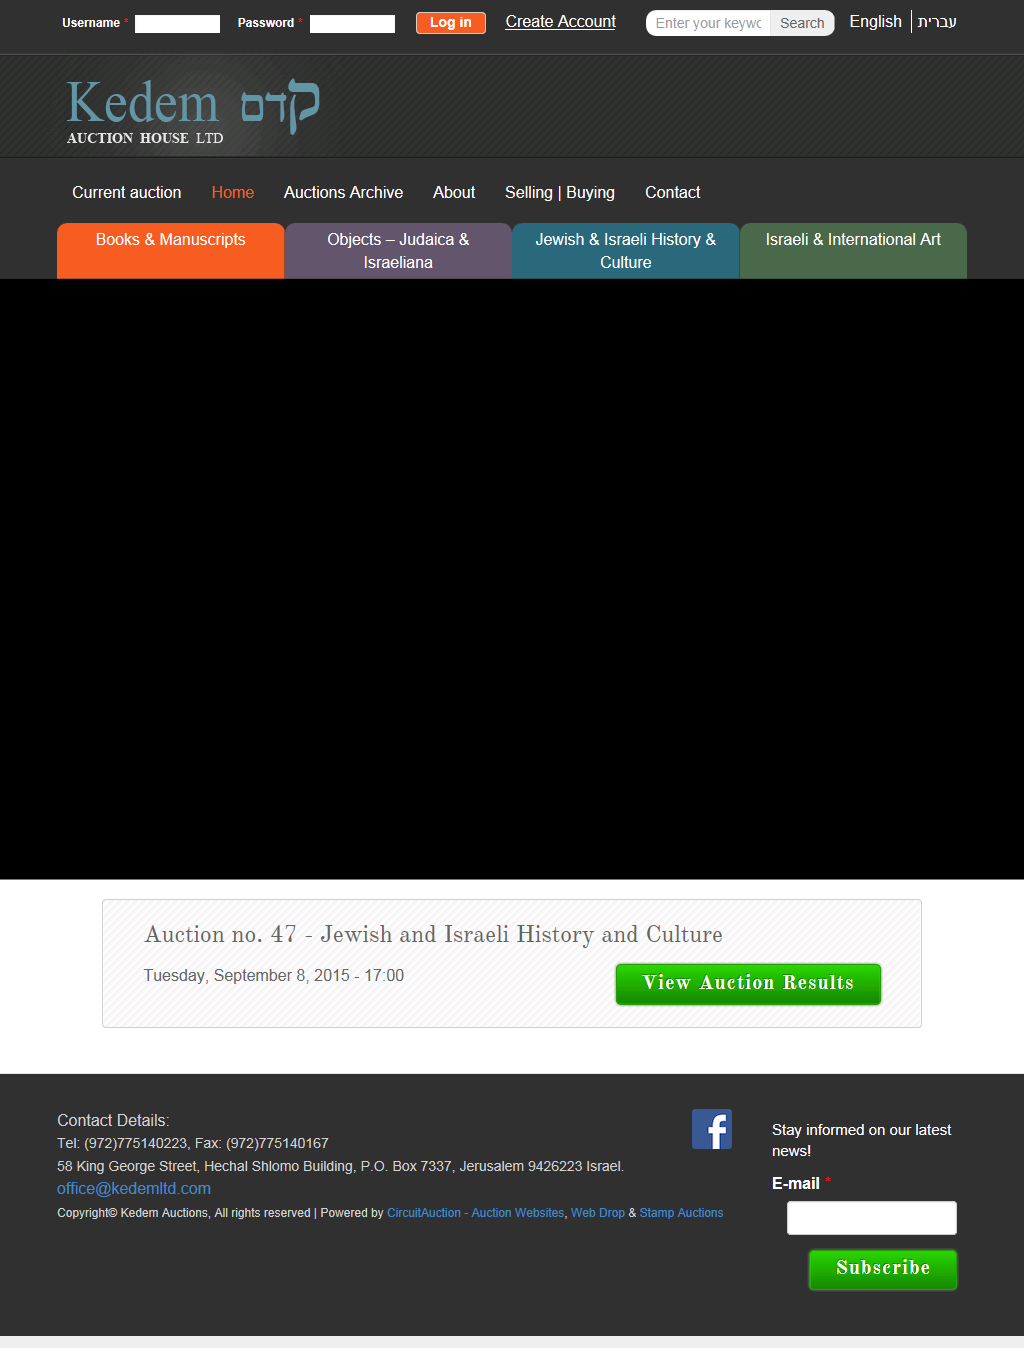 Username * Password * Log in Create Account Enter your keywo Search English עברית
Kedem קדם
AUCTION HOUSE LTD
Current auction Home Auctions Archive About Selling | Buying Contact
Books & Manuscripts
Objects – Judaica &
Israeliana
Jewish & Israeli History &
Culture
Israeli & International Art
Auction no. 47 - Jewish and Israeli History and Culture
Tuesday, September 8, 2015 - 17:00
View Auction Results
Contact Details:
Tel: (972)775140223, Fax: (972)775140167
58 King George Street, Hechal Shlomo Building, P.O. Box 7337, Jerusalem 9426223 Israel.
office@kedemltd.com
Copyright© Kedem Auctions, All rights reserved | Powered by CircuitAuction - Auction Websites, Web Drop & Stamp Auctions
f
Stay informed on our latest
news!
E-mail *
Subscribe